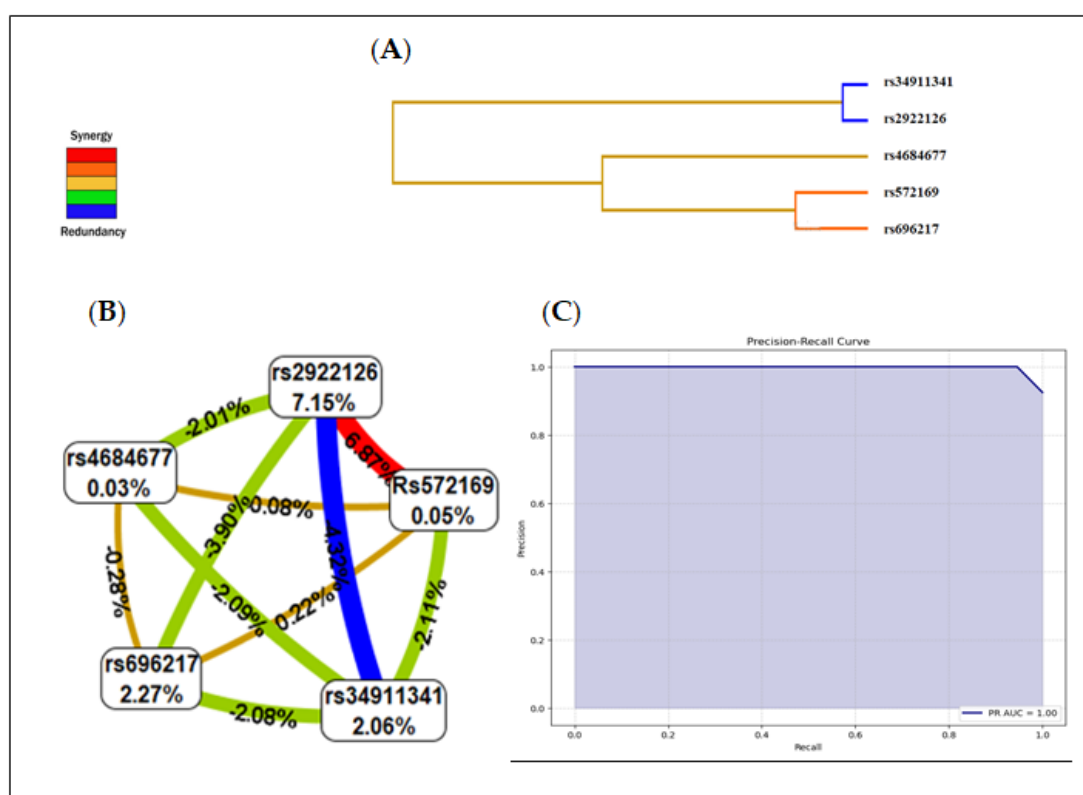 (A)
rs34911341
rs2922126
rs4684677
rs572169
rs696217
Synergy
Redundancy
(B)
rs2922126
7.15%
-2.01%
6.87%
rs4684677
0.03%
Rs572169
0.05%
0.08%
-3.90%
-4.32%
-0.28%
-2.09%
0.22%
-2.11%
rs696217
2.27%
rs34911341
2.06%
-2.08%
(C)
Precision-Recall Curve
Precision
1.0
0.8
0.6
0.4
0.2
0.0
PR AUC = 1.00
0.0 0.2 0.4 0.6 0.8 1.0
Recall